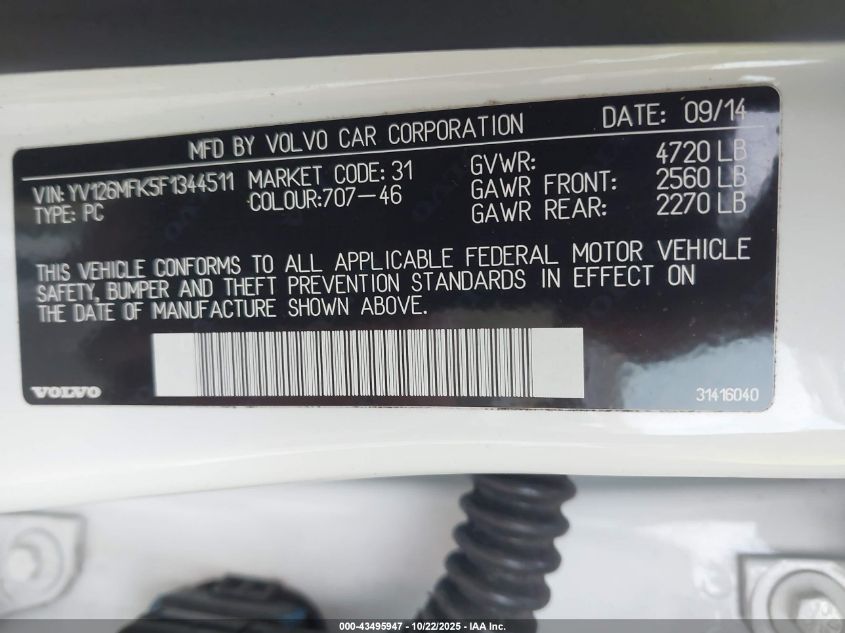 MFD BY VOLVO CAR CORPORATION DATE: 09/14
VIN: YV126MFK5F1344511 MARKET CODE: 31 GVWR: 4720 LB
TYPE: PC COLOUR:707-46 GAWR FRONT: 2560 LB
GAWR REAR: 2270 LB
THIS VEHICLE CONFORMS TO ALL APPLICABLE FEDERAL MOTOR VEHICLE
SAFETY, BUMPER AND THEFT PREVENTION STANDARDS IN EFFECT ON
THE DATE OF MANUFACTURE SHOWN ABOVE.
VOLVO 31416040
000-43495947 - 10/22/2025 - IAA Inc.